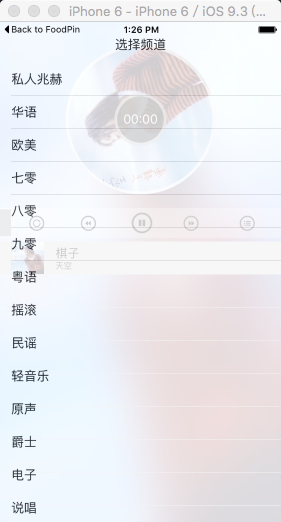 iPhone 6 - iPhone 6 / iOS 9.3 (...
Back to FoodPin 1:26 PM
选择频道
私人兆赫
华语
00:00
欧美
七零
八零
九零
棋子
天空
粤语
摇滚
民谣
轻音乐
原声
爵士
电子
说唱